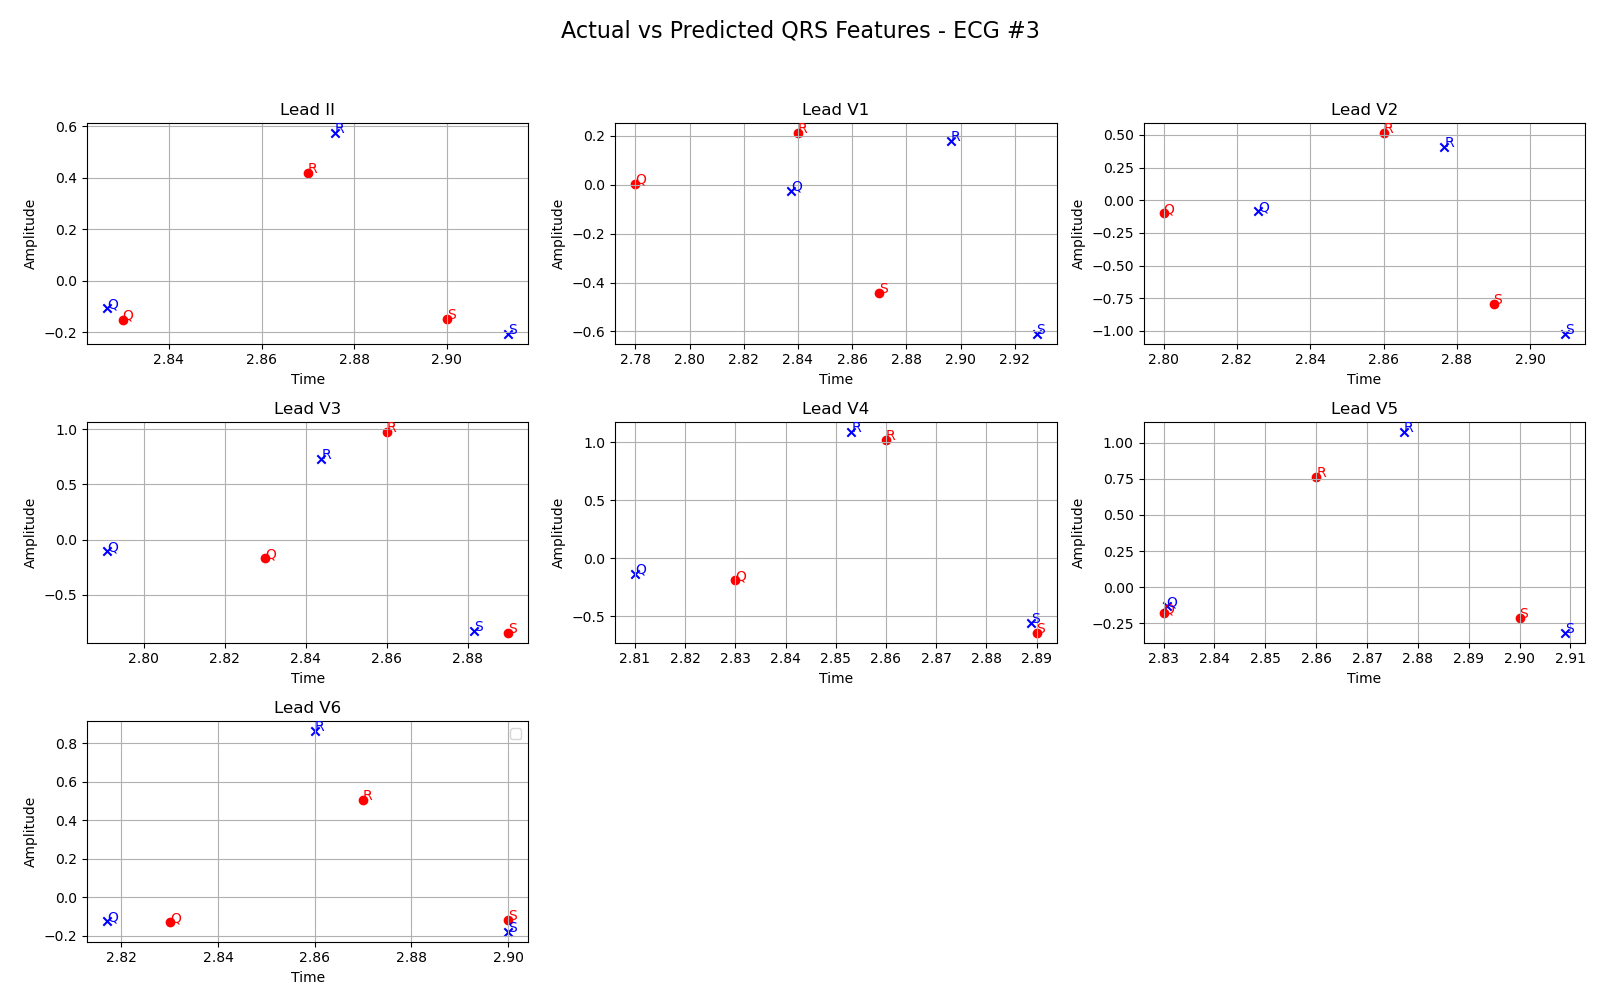 Actual vs Predicted QRS Features - ECG #3
Lead II
0.6
0.4
0.2
0.0
−0.2
Amplitude
R
R
Q
Q
S
S
2.84
2.86
2.88
2.90
Time
Lead V1
0.2
0.0
−0.2
−0.4
−0.6
Amplitude
R
R
Q
Q
S
S
2.78
2.80
2.82
2.84
2.86
2.88
2.90
2.92
Time
Lead V2
0.50
0.25
0.00
−0.25
−0.50
−0.75
−1.00
Amplitude
R
R
Q
Q
S
S
2.80
2.82
2.84
2.86
2.88
2.90
Time
Lead V3
1.0
0.5
0.0
−0.5
Amplitude
R
R
Q
Q
S
S
2.80
2.82
2.84
2.86
2.88
Time
Lead V4
1.0
0.5
0.0
−0.5
Amplitude
R
R
Q
Q
S
S
2.81
2.82
2.83
2.84
2.85
2.86
2.87
2.88
2.89
Time
Lead V5
1.00
0.75
0.50
0.25
0.00
−0.25
Amplitude
R
R
Q
Q
S
S
2.83
2.84
2.85
2.86
2.87
2.88
2.89
2.90
2.91
Time
Lead V6
0.8
0.6
0.4
0.2
0.0
−0.2
Amplitude
R
R
Q
Q
S
S
2.82
2.84
2.86
2.88
2.90
Time